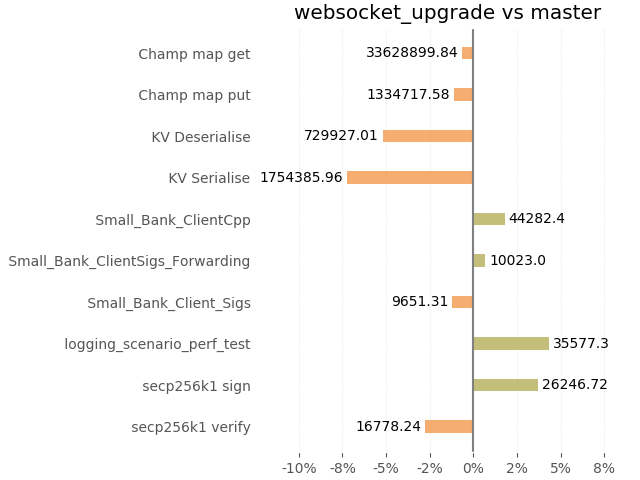 websocket_upgrade vs master
Champ map get 33628899.84
Champ map put 1334717.58
KV Deserialise 729927.01
KV Serialise 1754385.96
Small_Bank_ClientCpp 44282.4
Small_Bank_ClientSigs_Forwarding 10023.0
Small_Bank_Client_Sigs 9651.31
logging_scenario_perf_test 35577.3
secp256k1 sign 26246.72
secp256k1 verify 16778.24
-10% -8% -5% -2% 0% 2% 5% 8%